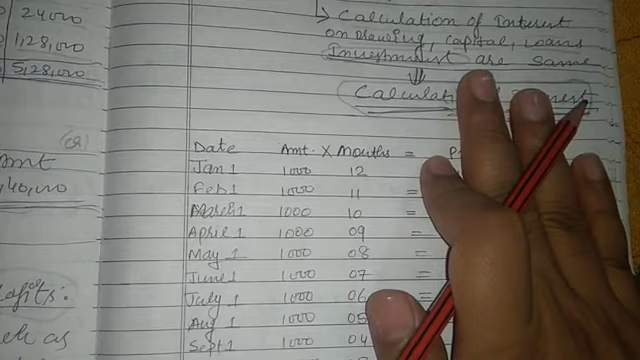 24000
1,28,000
5,28,000
(Cr)
Amt
↳ Calculation of Interest
on Drawing, Capital, Loans
Investment are same
⇓
Date Amt. X Months = P
Jan 1 1000 12
Feb 1 1000 11 =
March 1 1000 10 =
April 1 1000 09 =
May 1 1000 08 =
June 1 1000 07 =
July 1 1000 06 =
Aug 1 1000 05
Sept 1 1000 04
as